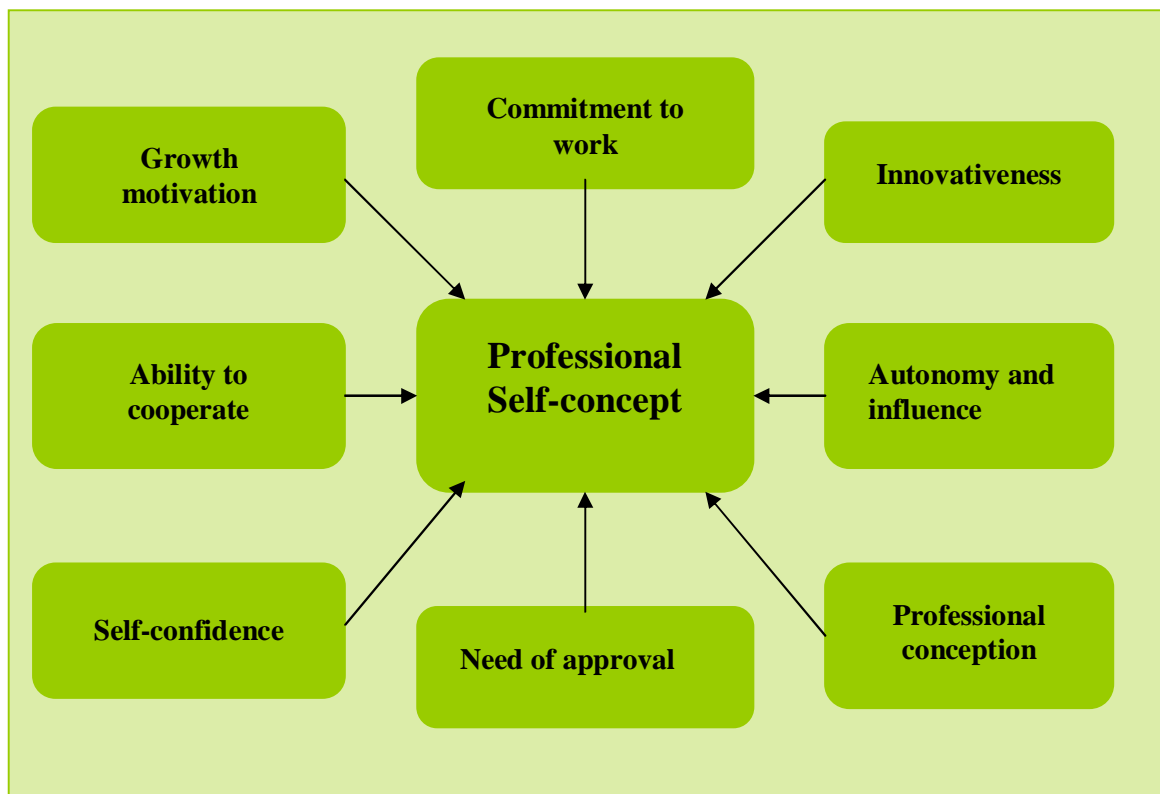 Commitment to
work
Growth
motivation
Innovativeness
Professional
Self-concept
Ability to
cooperate
Autonomy and
influence
Self-confidence
Need of approval
Professional
conception